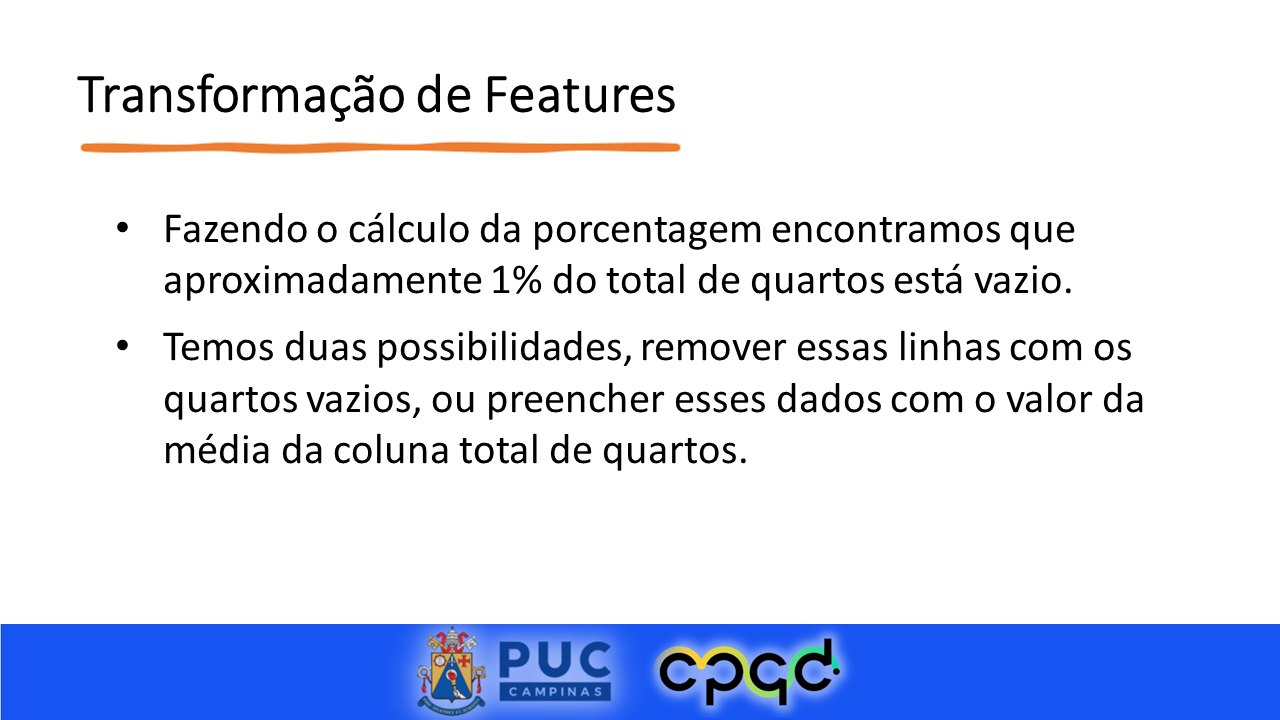 Transformação de Features
• Fazendo o cálculo da porcentagem encontramos que
aproximadamente 1% do total de quartos está vazio.
• Temos duas possibilidades, remover essas linhas com os
quartos vazios, ou preencher esses dados com o valor da
média da coluna total de quartos.
PUC
CAMPINAS
cpqd